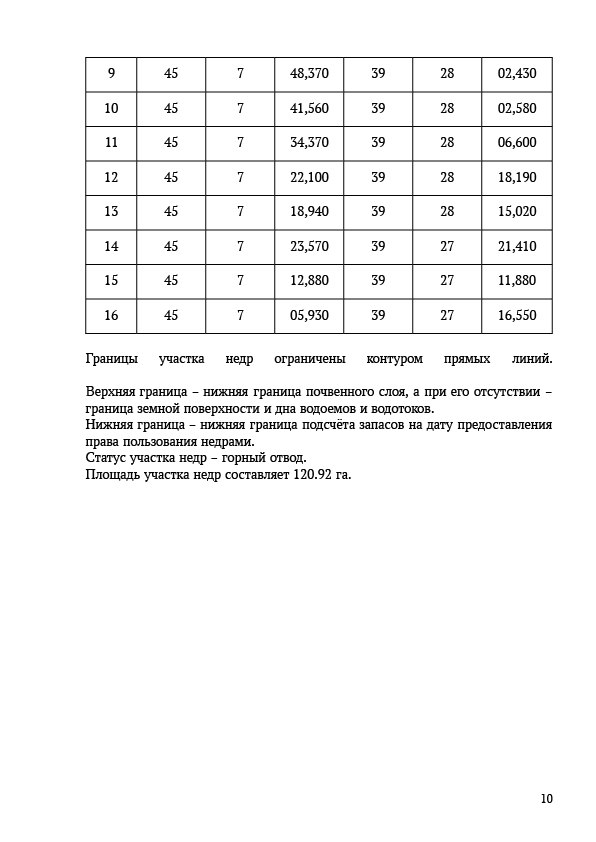 9 45 7 48,370 39 28 02,430
10 45 7 41,560 39 28 02,580
11 45 7 34,370 39 28 06,600
12 45 7 22,100 39 28 18,190
13 45 7 18,940 39 28 15,020
14 45 7 23,570 39 27 21,410
15 45 7 12,880 39 27 11,880
16 45 7 05,930 39 27 16,550
Границы участка недр ограничены контуром прямых линий.
Верхняя граница – нижняя граница почвенного слоя, а при его отсутствии –
граница земной поверхности и дна водоемов и водотоков.
Нижняя граница – нижняя граница подсчёта запасов на дату предоставления
права пользования недрами.
Статус участка недр – горный отвод.
Площадь участка недр составляет 120.92 га.
10